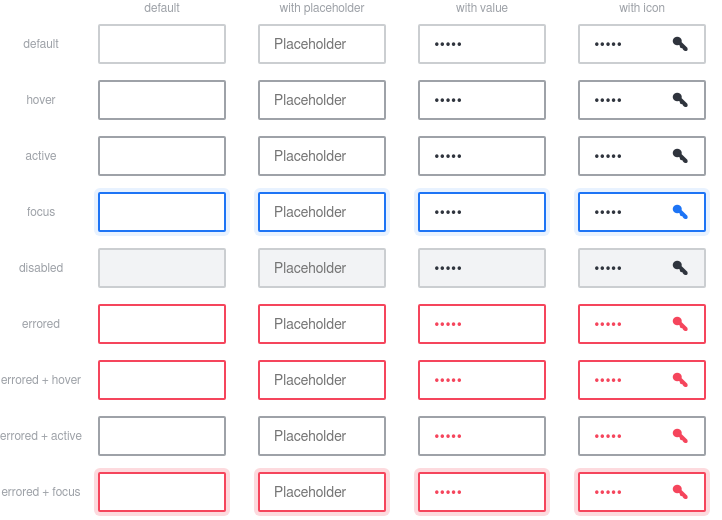 default with placeholder with value with icon
default Placeholder ••••• •••••
hover Placeholder ••••• •••••
active Placeholder ••••• •••••
focus Placeholder ••••• •••••
disabled Placeholder ••••• •••••
errored Placeholder ••••• •••••
errored + hover Placeholder ••••• •••••
errored + active Placeholder ••••• •••••
errored + focus Placeholder ••••• •••••